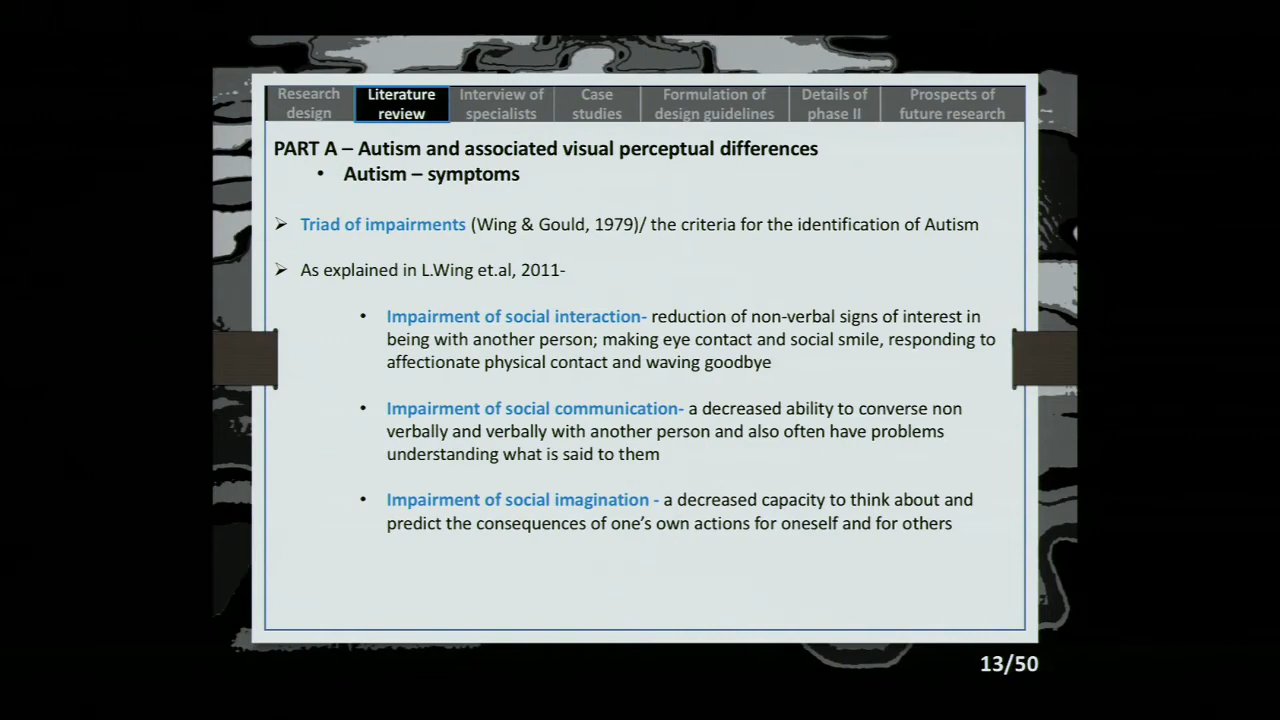 Research design
Literature review
Interview of specialists
Case studies
Formulation of design guidelines
Details of phase II
Prospects of future research
PART A – Autism and associated visual perceptual differences
• Autism – symptoms
➢ Triad of impairments (Wing & Gould, 1979)/ the criteria for the identification of Autism
➢ As explained in L.Wing et.al, 2011-
• Impairment of social interaction- reduction of non-verbal signs of interest in
being with another person; making eye contact and social smile, responding to
affectionate physical contact and waving goodbye
• Impairment of social communication- a decreased ability to converse non
verbally and verbally with another person and also often have problems
understanding what is said to them
• Impairment of social imagination - a decreased capacity to think about and
predict the consequences of one's own actions for oneself and for others
13/50